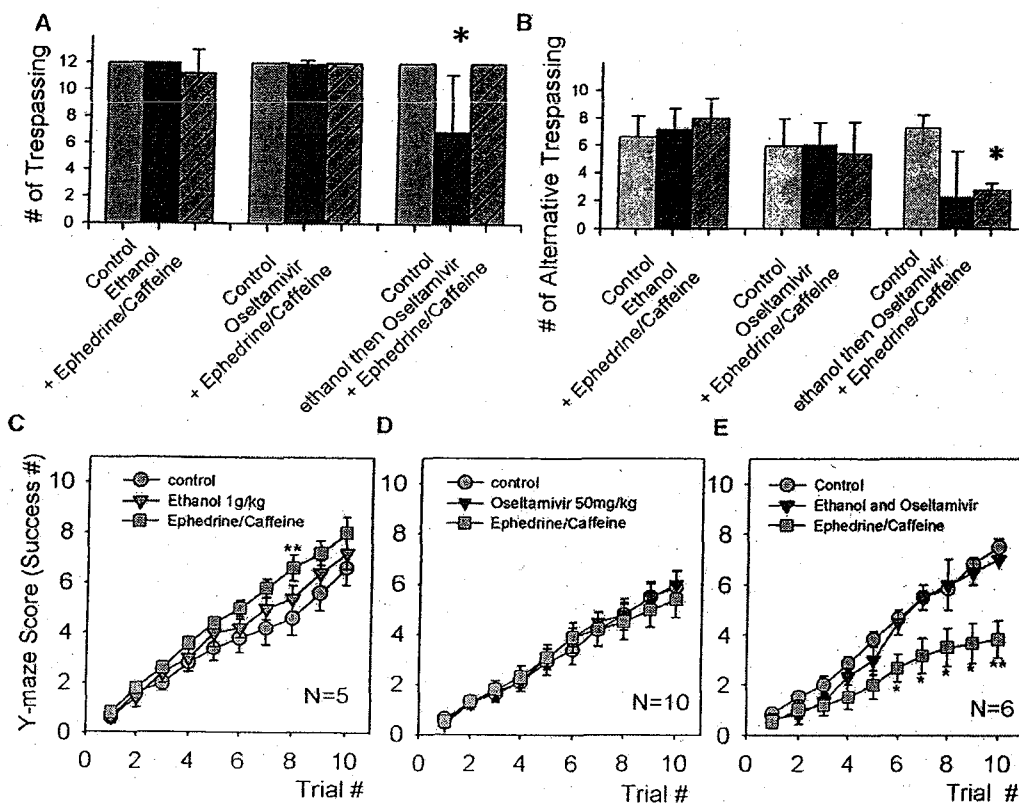 A
# of Trespassing
12
10
8
6
4
2
0
*
Control
Ethanol
+ Ephedrine/Caffeine
Control
Oseltamivir
+ Ephedrine/Caffeine
Control
ethanol then Oseltamivir
+ Ephedrine/Caffeine
B
# of Alternative Trespassing
12
10
8
6
4
2
0
*
Control
Ethanol
+ Ephedrine/Caffeine
Control
Oseltamivir
+ Ephedrine/Caffeine
Control
ethanol then Oseltamivir
+ Ephedrine/Caffeine
C
Y-maze Score (Success #)
10
8
6
4
2
0
control
Ethanol 1g/kg
Ephedrine/Caffeine
**
N=5
0 2 4 6 8 10
Trial #
D
10
8
6
4
2
0
control
Oseltamivir 50mg/kg
Ephedrine/Caffeine
N=10
0 2 4 6 8 10
Trial #
E
10
8
6
4
2
0
Control
Ethanol and Oseltamivir
Ephedrine/Caffeine
* * * * **
N=6
0 2 4 6 8 10
Trial #